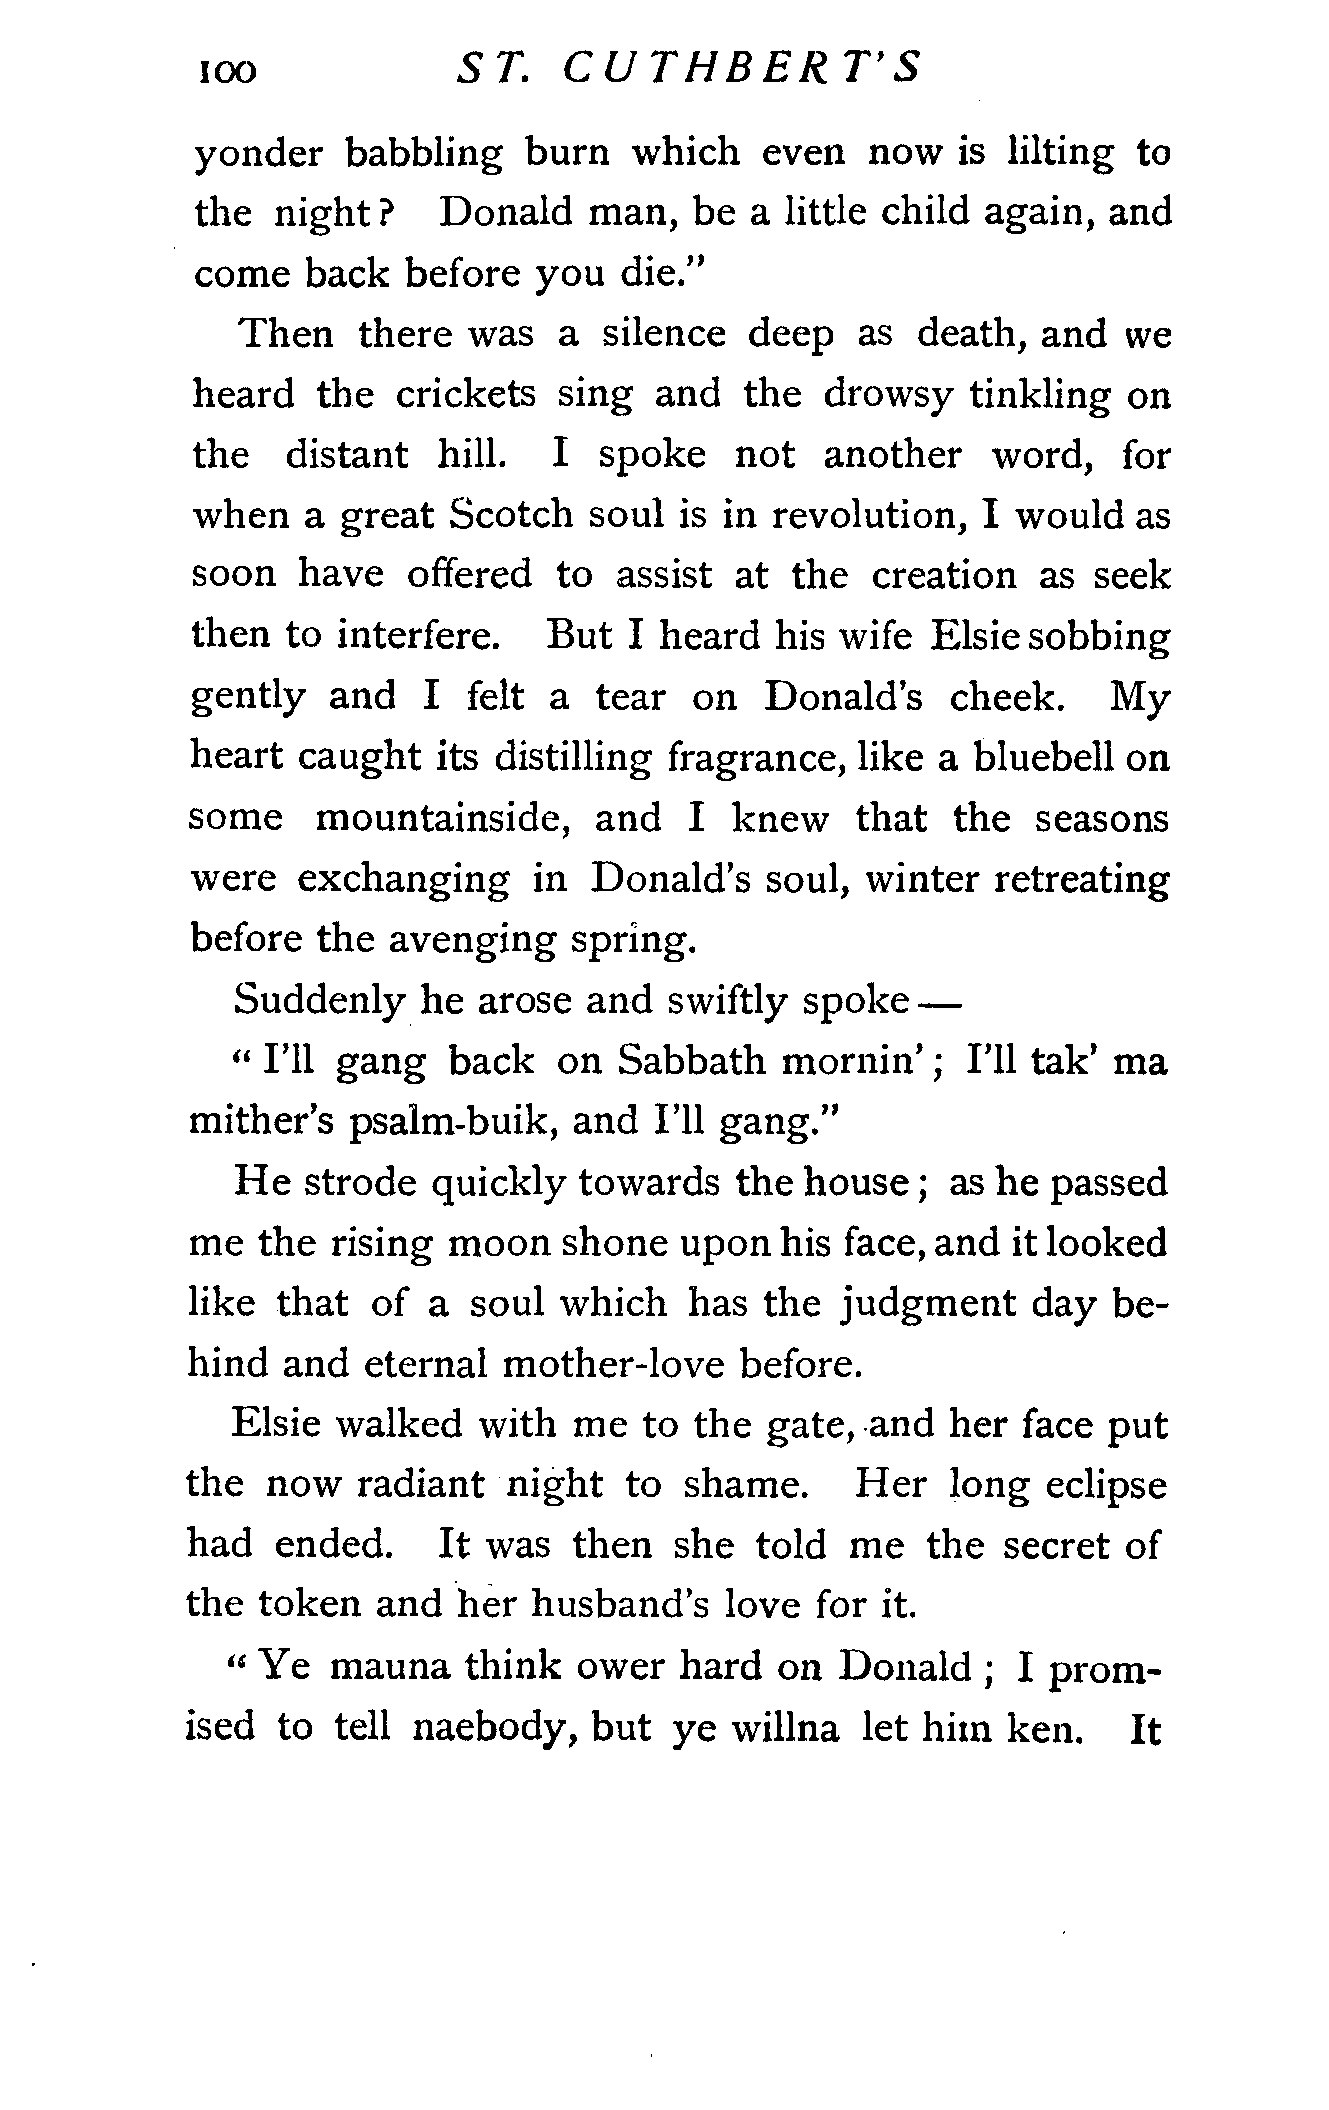 100 ST. CUTHBERT'S
yonder babbling burn which even now is lilting to
the night? Donald man, be a little child again, and
come back before you die."
Then there was a silence deep as death, and we
heard the crickets sing and the drowsy tinkling on
the distant hill. I spoke not another word, for
when a great Scotch soul is in revolution, I would as
soon have offered to assist at the creation as seek
then to interfere. But I heard his wife Elsie sobbing
gently and I felt a tear on Donald's cheek. My
heart caught its distilling fragrance, like a bluebell on
some mountainside, and I knew that the seasons
were exchanging in Donald's soul, winter retreating
before the avenging spring.
Suddenly he arose and swiftly spoke—
"I'll gang back on Sabbath mornin'; I'll tak' ma
mither's psalm-buik, and I'll gang."
He strode quickly towards the house; as he passed
me the rising moon shone upon his face, and it looked
like that of a soul which has the judgment day be-
hind and eternal mother-love before.
Elsie walked with me to the gate, and her face put
the now radiant night to shame. Her long eclipse
had ended. It was then she told me the secret of
the token and her husband's love for it.
"Ye mauna think ower hard on Donald; I prom-
ised to tell naebody, but ye willna let him ken. It